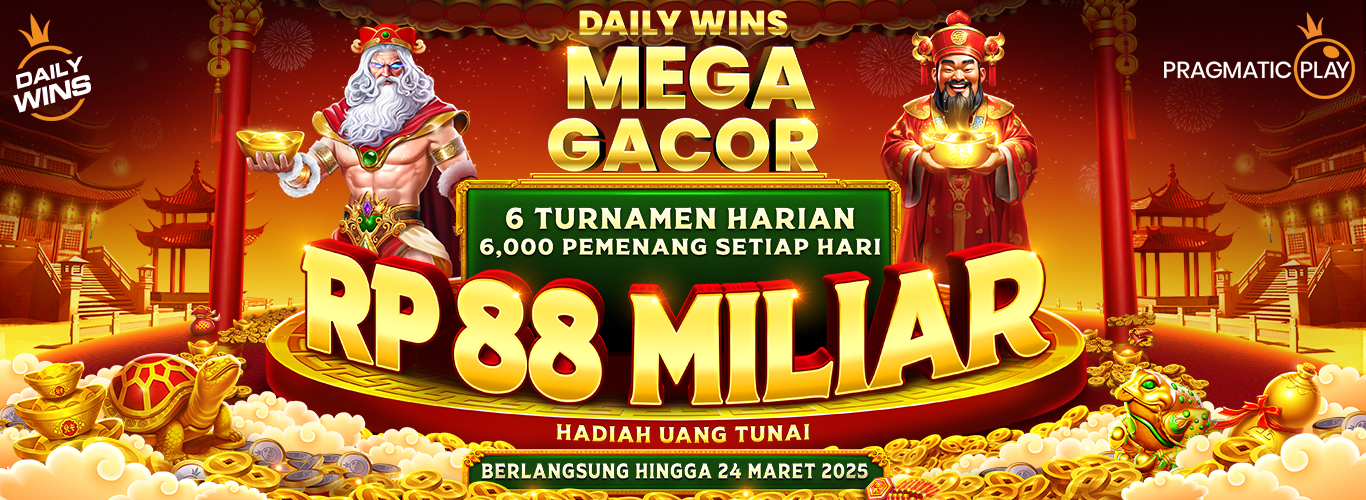 DAILY WINS
DAILY WINS
MEGA
GACOR
PRAGMATIC PLAY
6 TURNAMEN HARIAN
6,000 PEMENANG SETIAP HARI
RP 88 MILIAR
HADIAH UANG TUNAI
BERLANGSUNG HINGGA 24 MARET 2025